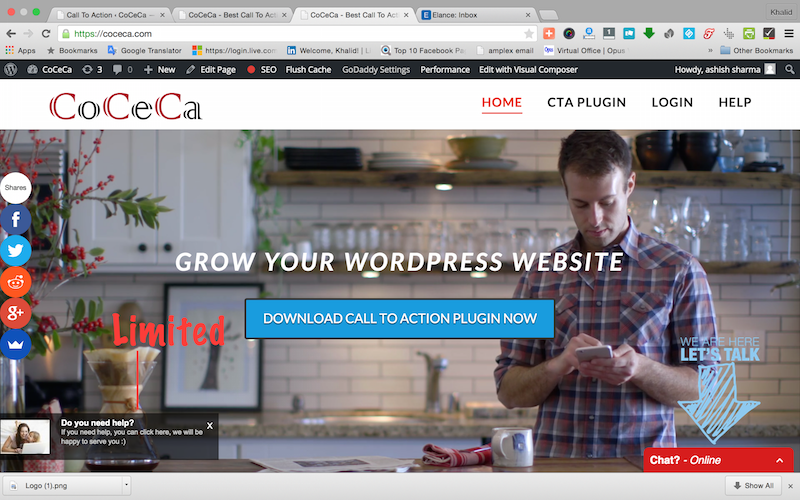 Call To Action ‹ CoCeCa —
CoCeCa - Best Call To Act
CoCeCa - Best Call To Act
Elance: Inbox
Khalid
https://coceca.com
Apps
Bookmarks
Google Translator
https://login.live.com
Welcome, Khalid! | Li
Top 10 Facebook Pa
amplex email
Virtual Office | Opus
Other Bookmarks
CoCeCa
3
0
New
Edit Page
SEO
Flush Cache
GoDaddy Settings
Performance
Edit with Visual Composer
Howdy, ashish sharma
CoCeCa
HOME
CTA PLUGIN
LOGIN
HELP
Shares
GROW YOUR WORDPRESS WEBSITE
DOWNLOAD CALL TO ACTION PLUGIN NOW
Limited
WE ARE HERE
LET'S TALK
Do you need help?
X
If you need help, you can click here, we will be
happy to serve you :)
Chat? - Online
Logo (1).png
Show All